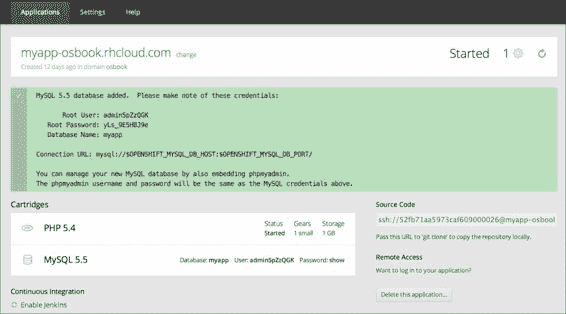 Applications Settings Help
myapp-osbook.rhcloud.com change
Created 12 days ago in domain osbook
Started 1
MySQL 5.5 database added. Please make note of these credentials:
Root User: adminSpZzQGK
Root Password: yLs_9E5HBJ9e
Database Name: myapp
Connection URL: mysql://$OPENSHIFT_MYSQL_DB_HOST:$OPENSHIFT_MYSQL_DB_PORT/
You can manage your new MySQL database by also embedding phpmyadmin.
The phpmyadmin username and password will be the same as the MySQL credentials above.
Cartridges
PHP 5.4
Status Gears Storage
Started 1 small 1 GB
MySQL 5.5
Database: myapp User: adminSpZzQGK Password: show
Continuous Integration
Enable Jenkins
Source Code
ssh://52fb71aa5973caf609000026@myapp-osbool
Pass this URL to 'git clone' to copy the repository locally.
Remote Access
Want to log in to your application?
Delete this application...